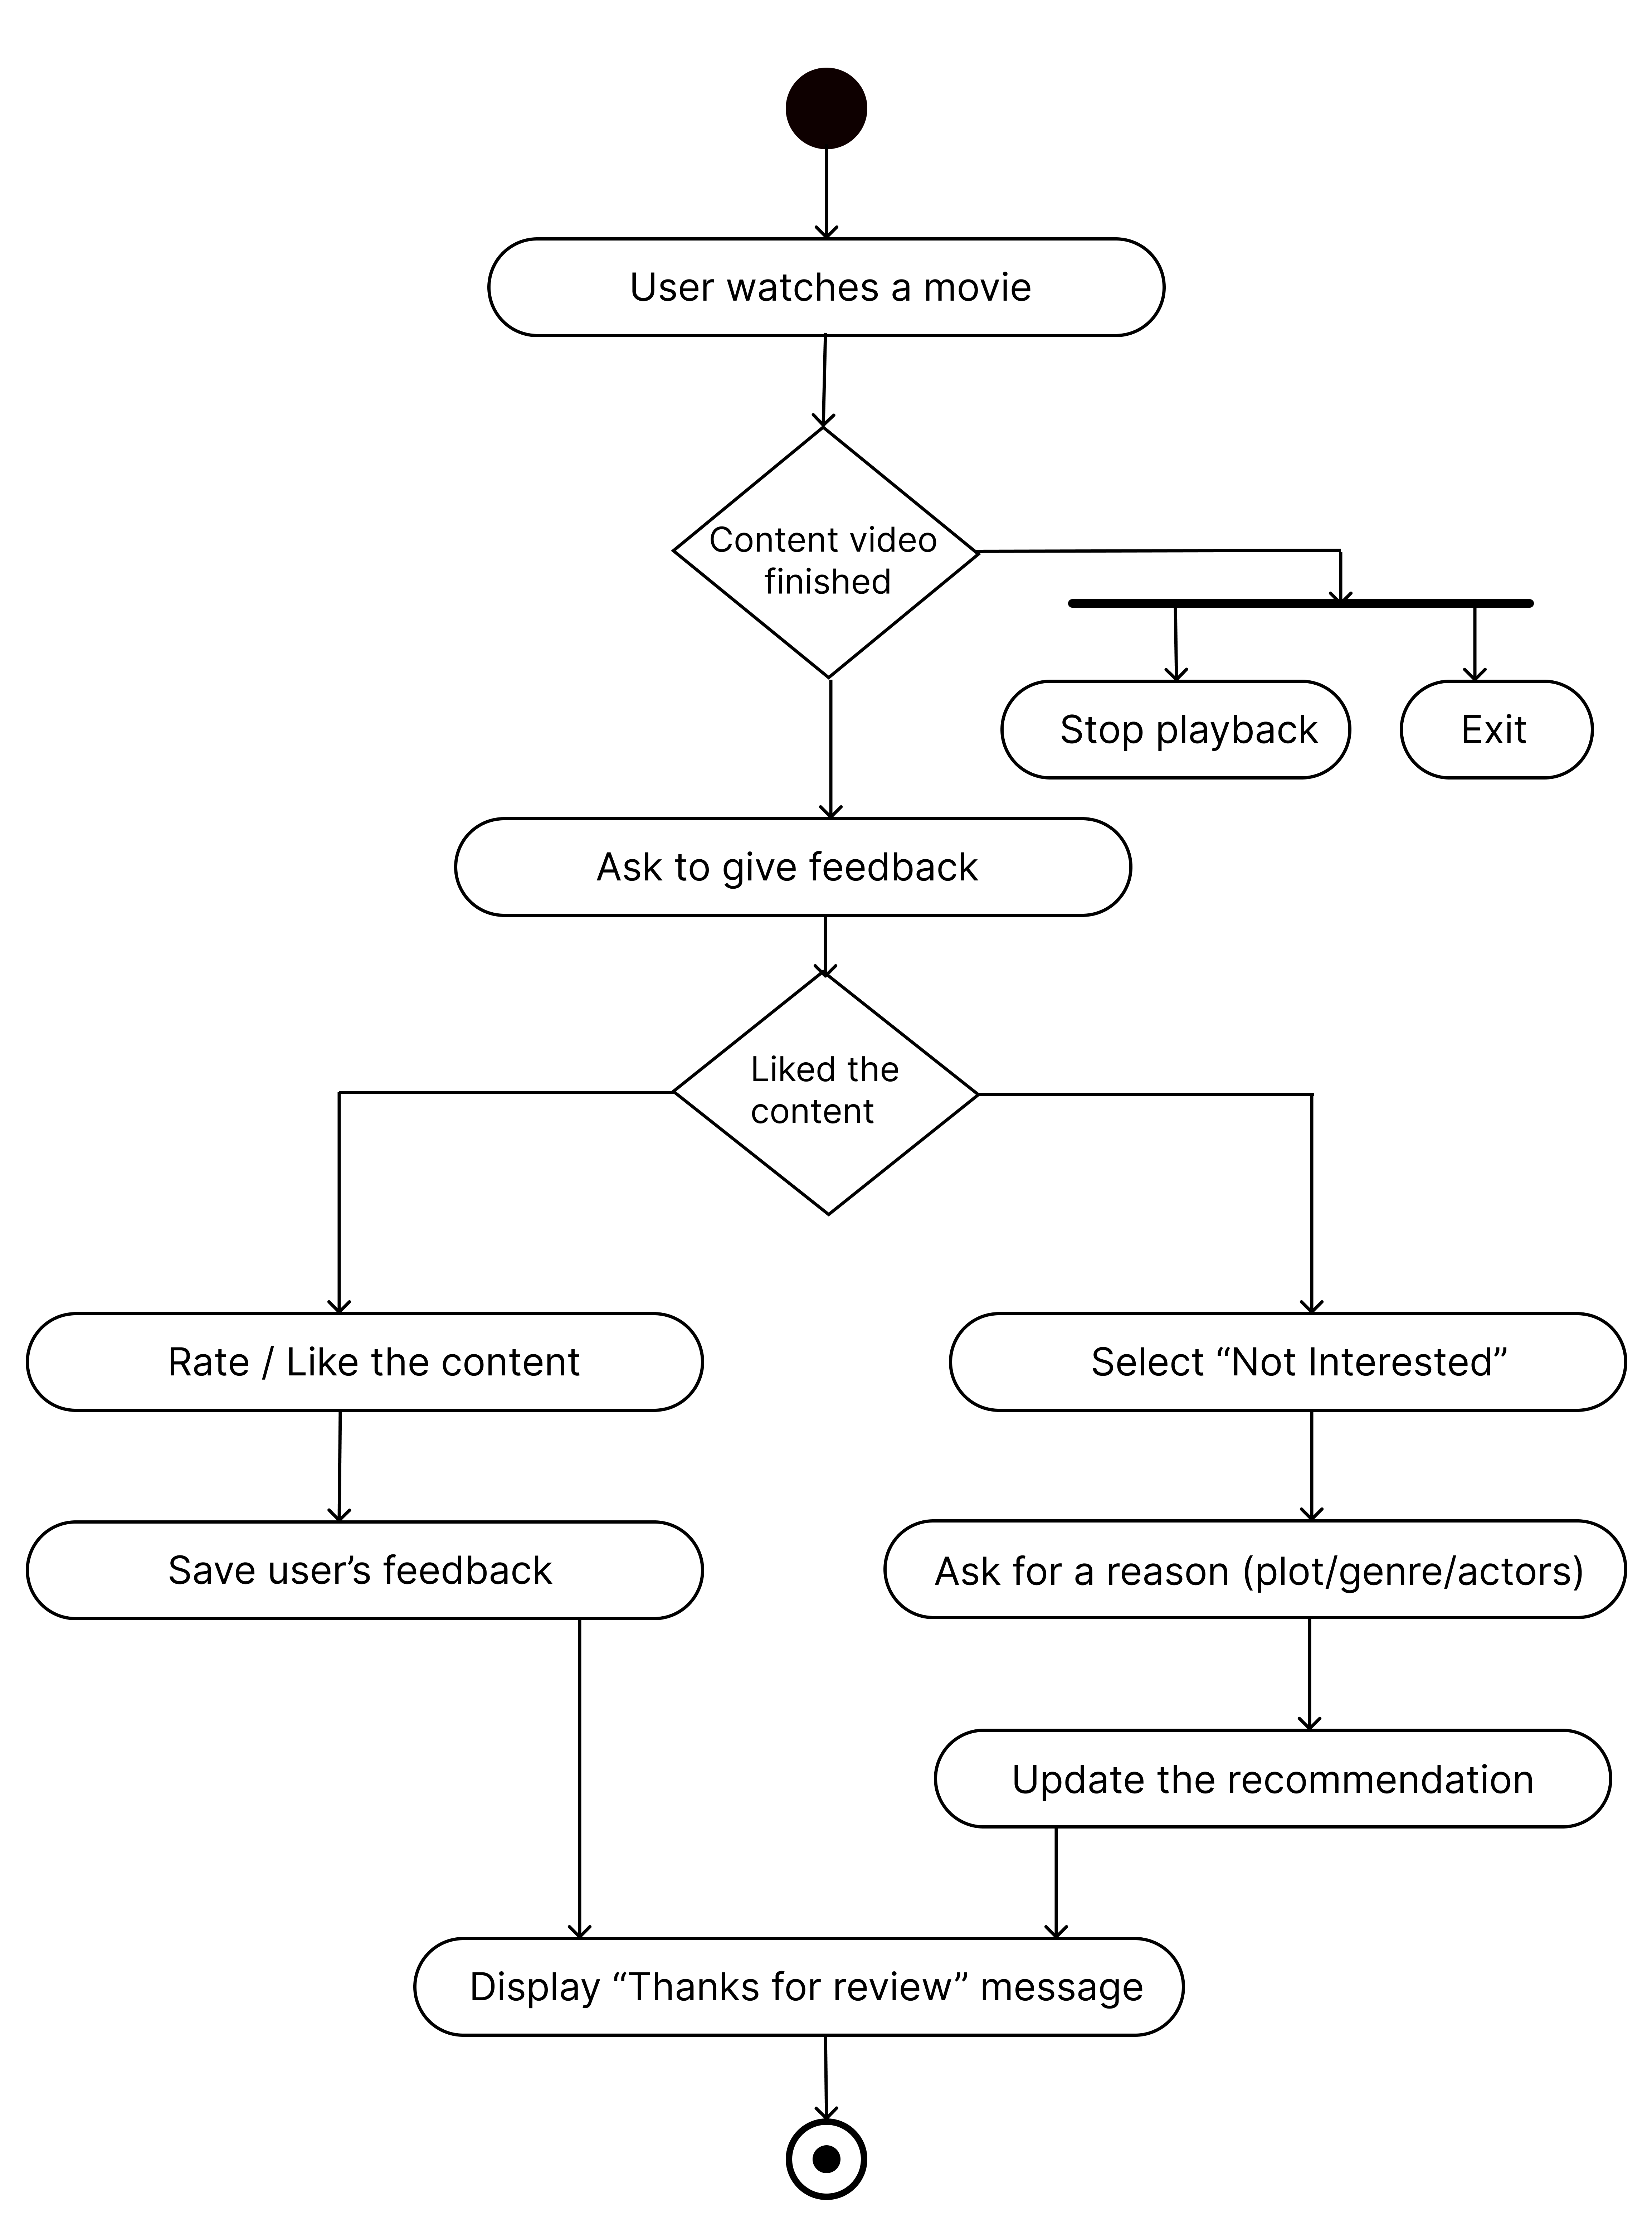 User watches a movie
Content video
finished
Stop playback
Exit
Ask to give feedback
Liked the
content
Rate / Like the content
Select “Not Interested”
Save user’s feedback
Ask for a reason (plot/genre/actors)
Update the recommendation
Display “Thanks for review” message